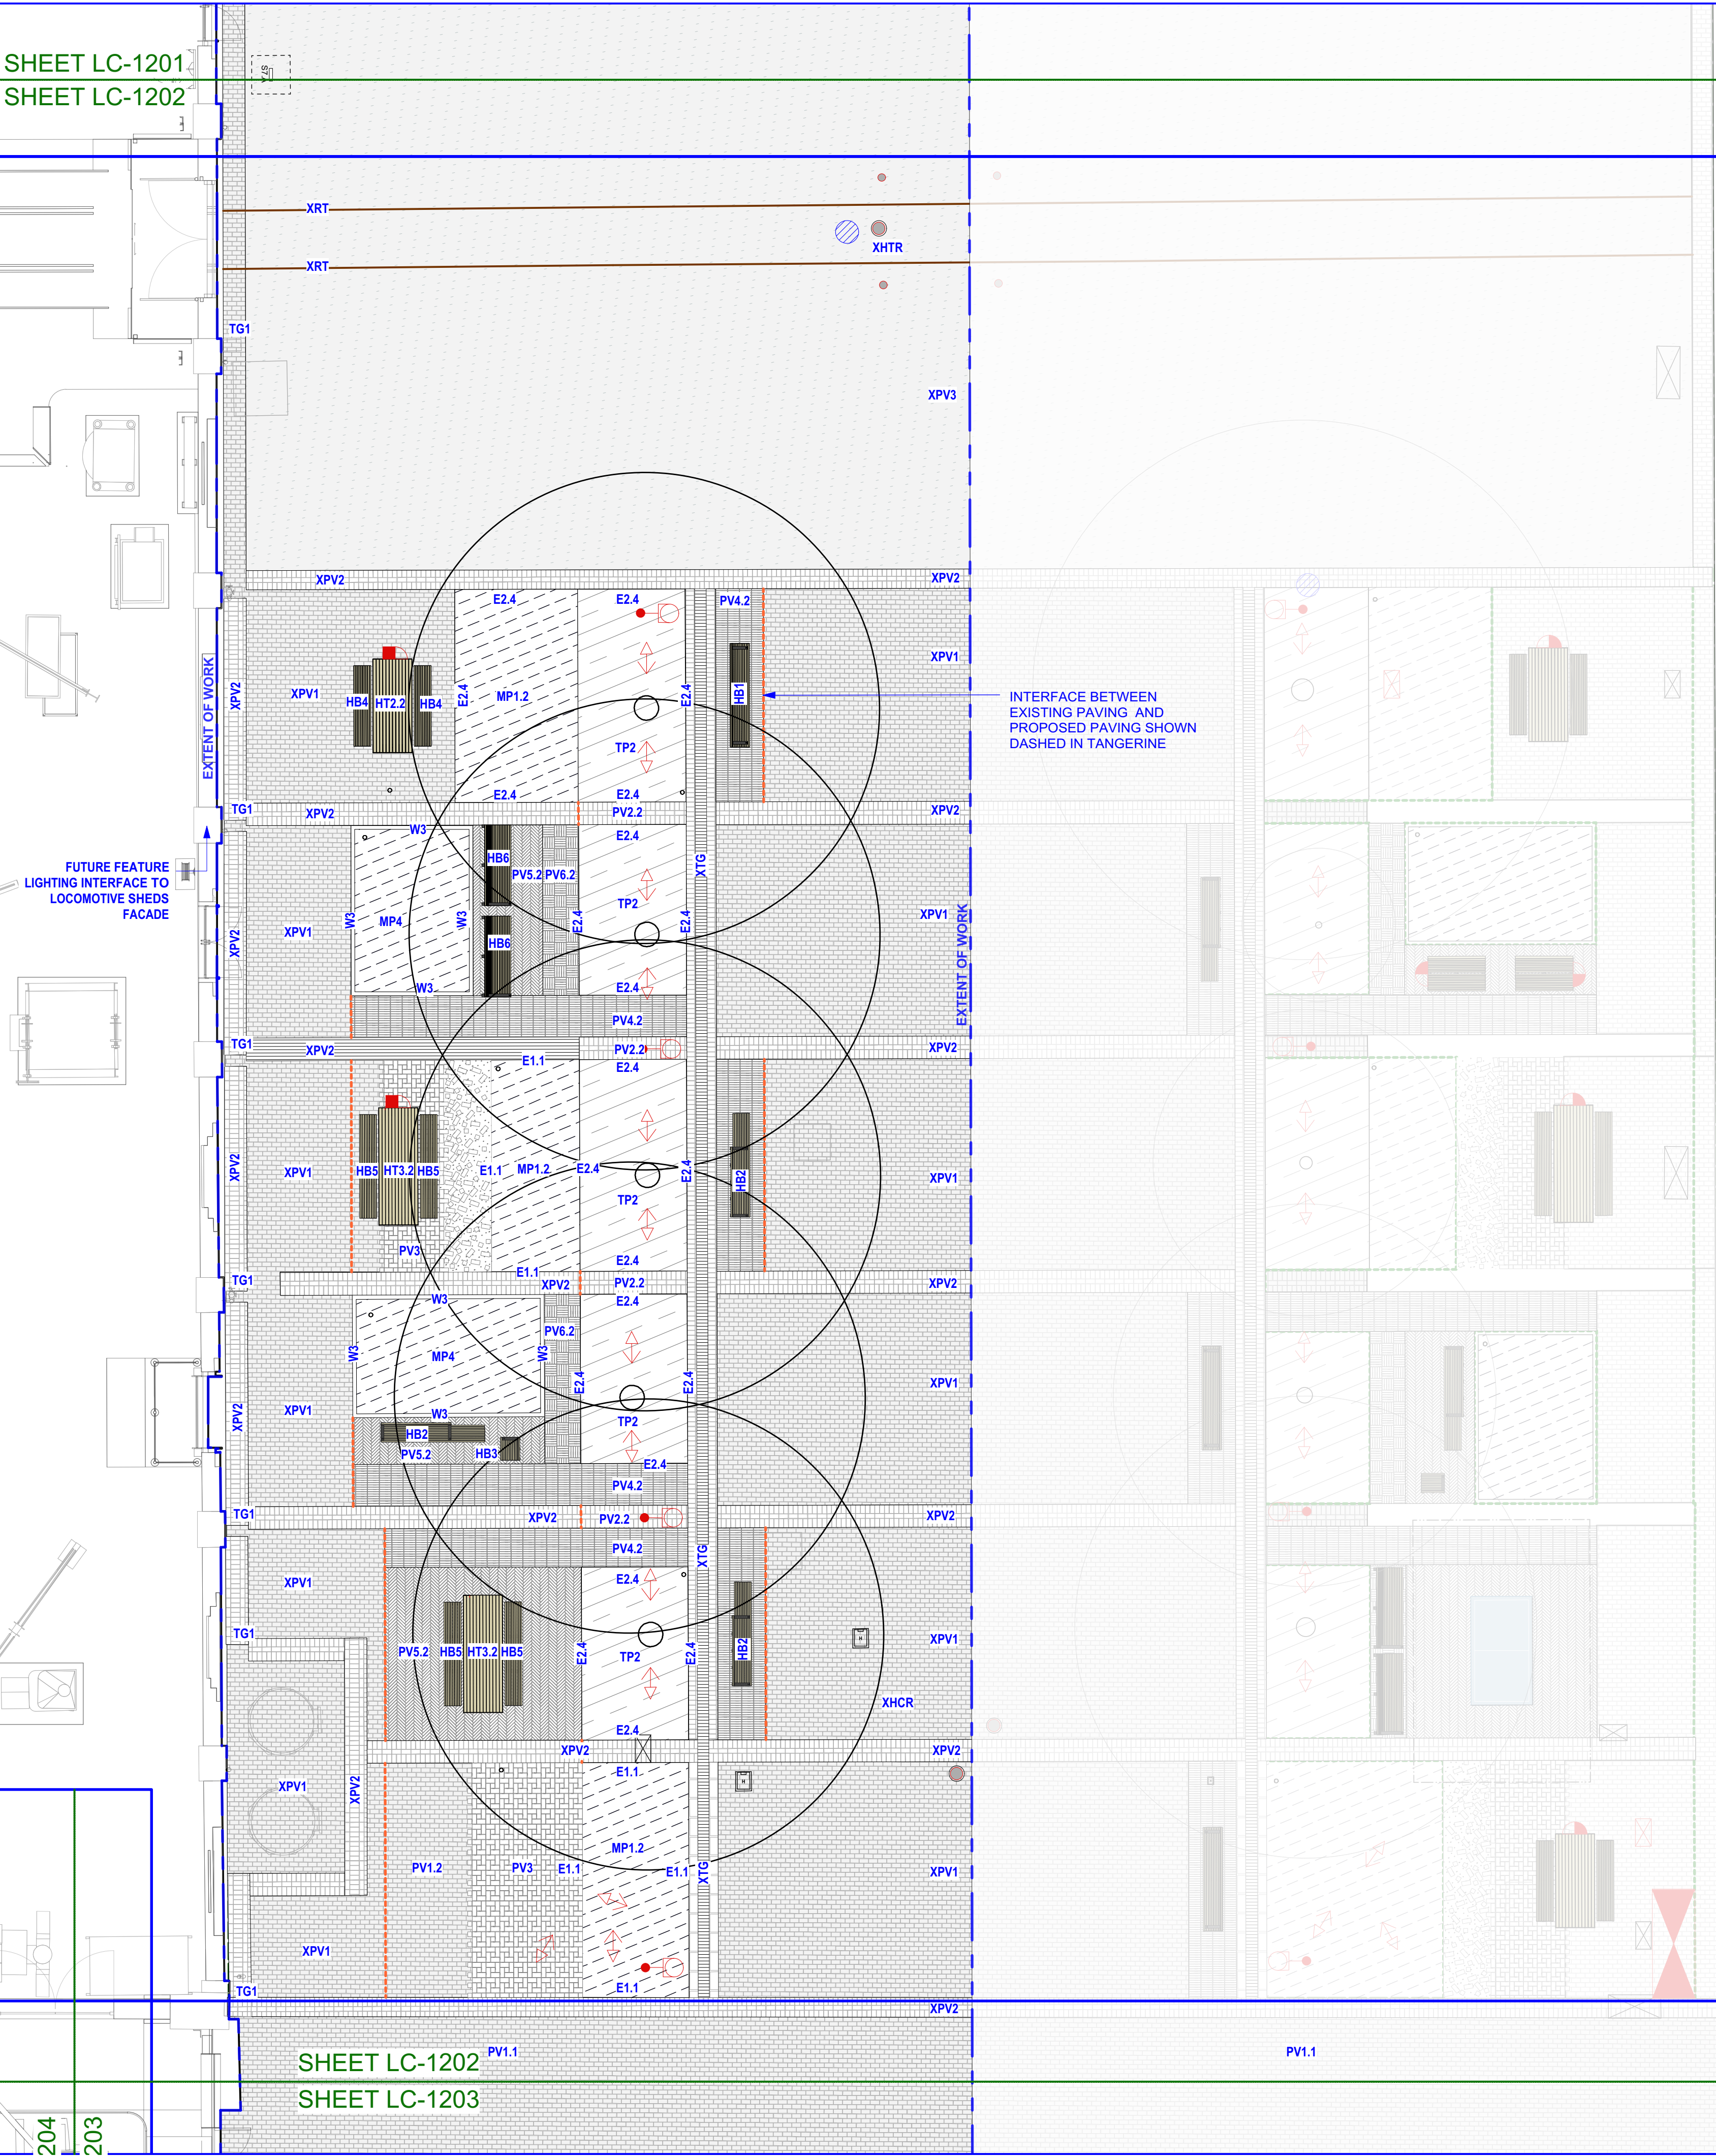 SHEET LC-1201
SHEET LC-1202
XRT
XHTR
XRT
TG1
XPV3
XPV2
XPV2
E2.4
E2.4
PV4.2
XPV1
EXTENT OF WORK
XPV2
XPV1
HB4
HT2.2
HB4
E2.4
MP1.2
E2.4
HB1
INTERFACE BETWEEN
EXISTING PAVING AND
PROPOSED PAVING SHOWN
DASHED IN TANGERINE
TP2
E2.4
E2.4
TG1
XPV2
PV2.2
XPV2
W3
E2.4
FUTURE FEATURE
LIGHTING INTERFACE TO
LOCOMOTIVE SHEDS
FACADE
HB6
PV5.2
PV6.2
XTG
TP2
XPV1
W3
MP4
W3
E2.4
E2.4
XPV2
XPV1
HB6
EXTENT OF WORK
W3
E2.4
PV4.2
TG1
XPV2
PV2.2
XPV2
E1.1
E2.4
XPV2
XPV1
HB5
HT3.2
HB5
E1.1
MP1.2
E2.4
E2.4
HB2
XPV1
TP2
PV3
E2.4
E1.1
TG1
XPV2
PV2.2
XPV2
W3
E2.4
PV6.2
W3
MP4
W3
E2.4
E2.4
XPV1
XPV2
XPV1
W3
TP2
HB2
PV5.2
HB3
E2.4
PV4.2
TG1
XPV2
PV2.2
XPV2
PV4.2
XTG
XPV1
E2.4
TG1
PV5.2
HB5
HT3.2
HB5
E2.4
TP2
E2.4
HB2
H
XPV1
XHCR
E2.4
XPV2
XPV2
E1.1
H
XPV1
XPV2
MP1.2
PV1.2
PV3
E1.1
E1.1
XTG
XPV1
XPV1
E1.1
TG1
XPV2
PV1.1
PV1.1
SHEET LC-1202
SHEET LC-1203
204
203